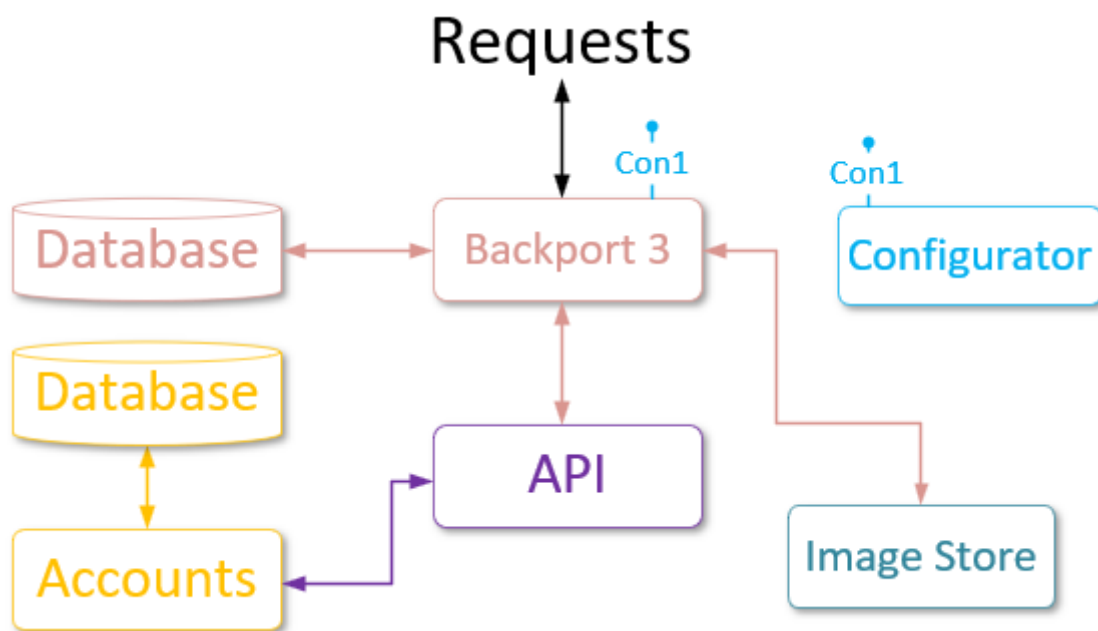 Requests
Con1
Con1
Database
Backport 3
Configurator
Database
API
Accounts
Image Store